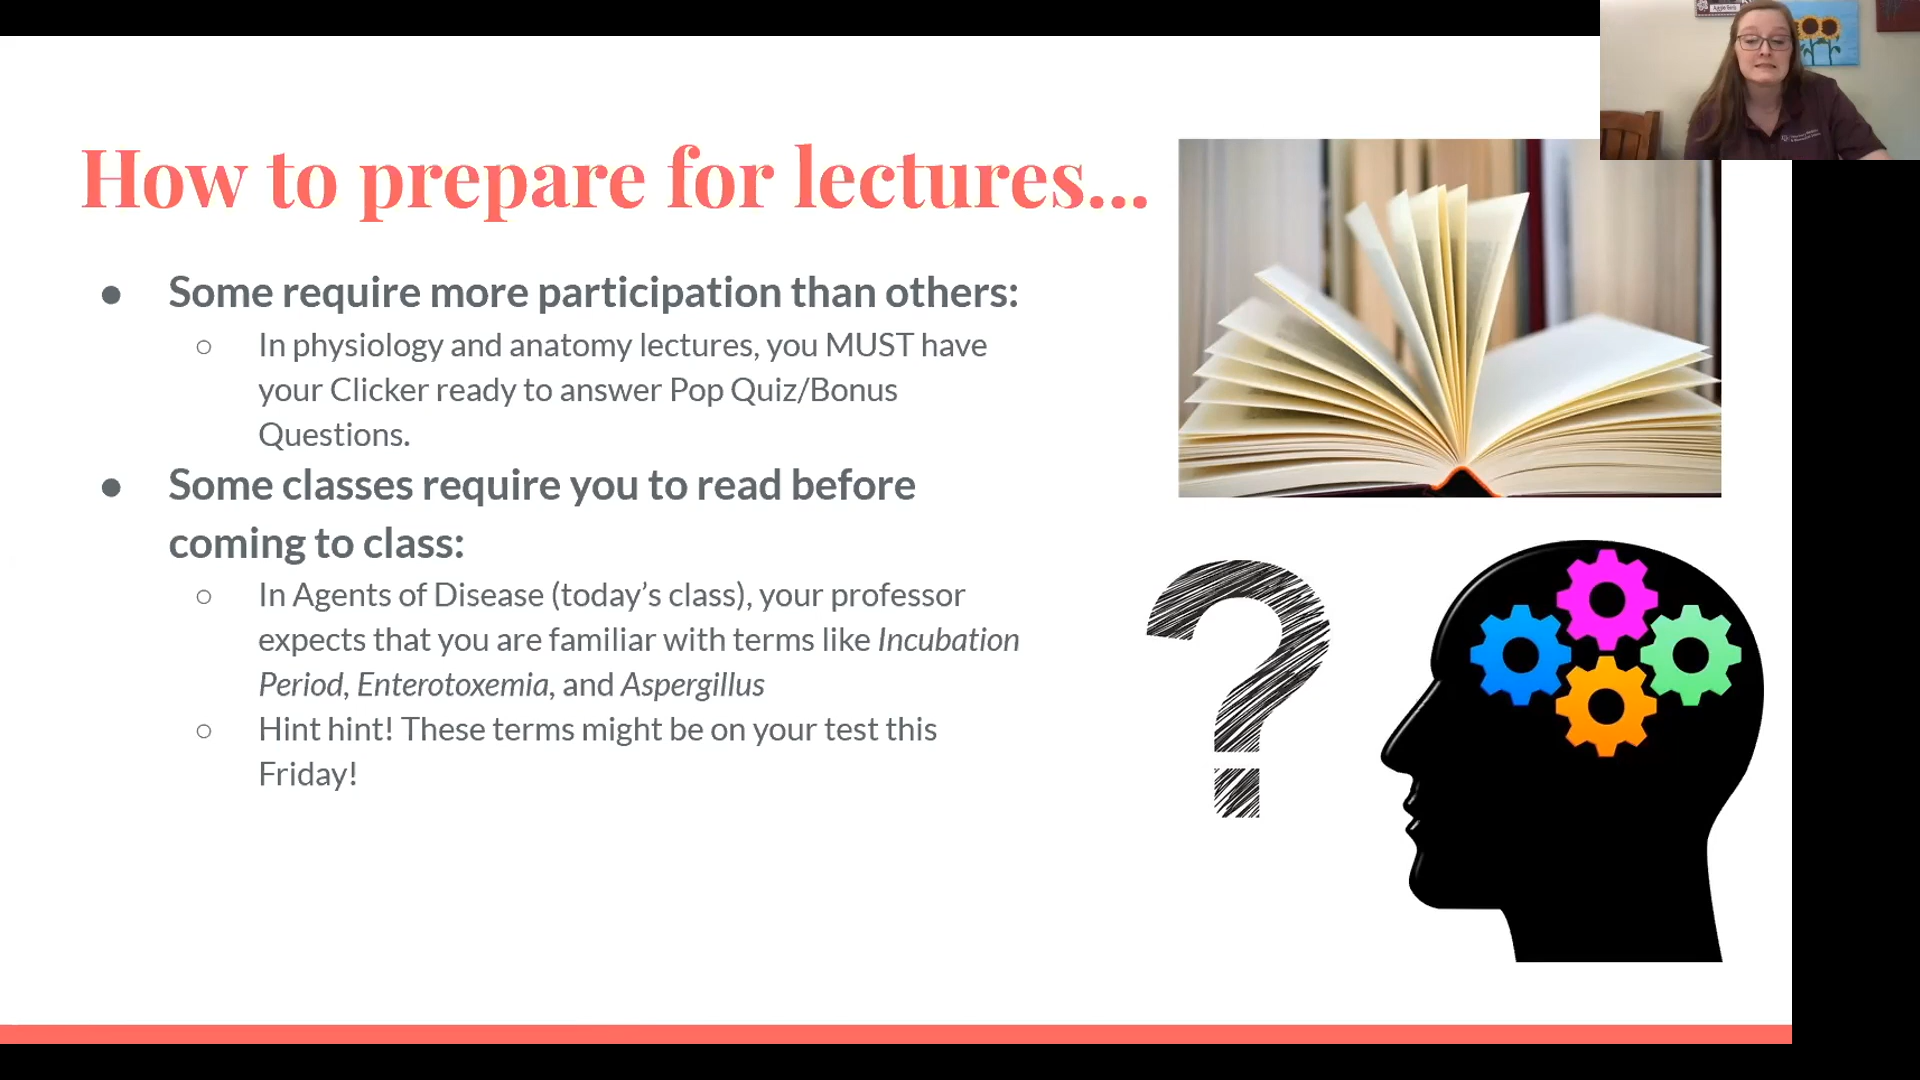 How to prepare for lectures...
● Some require more participation than others:
○ In physiology and anatomy lectures, you MUST have
your Clicker ready to answer Pop Quiz/Bonus
Questions.
● Some classes require you to read before
coming to class:
○ In Agents of Disease (today’s class), your professor
expects that you are familiar with terms like Incubation
Period, Enterotoxemia, and Aspergillus
○ Hint hint! These terms might be on your test this
Friday!